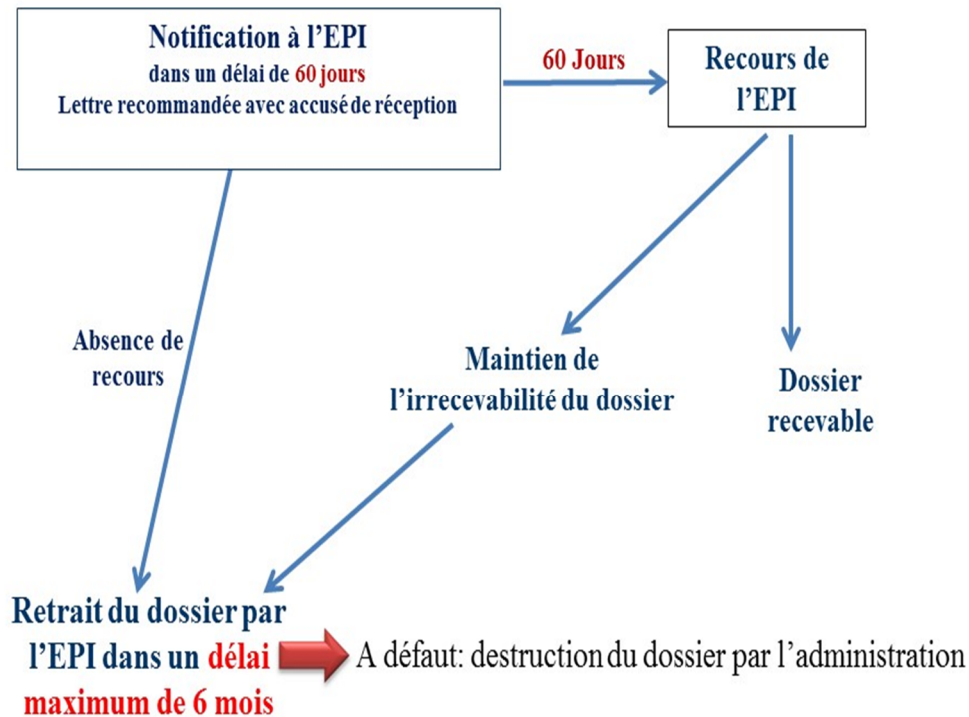 Notification à l'EPI
dans un délai de 60 jours
Lettre recommandée avec accusé de réception
60 Jours
Recours de
l'EPI
Absence de
recours
Maintien de
l'irrecevabilité du dossier
Dossier
recevable
Retrait du dossier par
l'EPI dans un délai
maximum de 6 mois
A défaut: destruction du dossier par l'administration